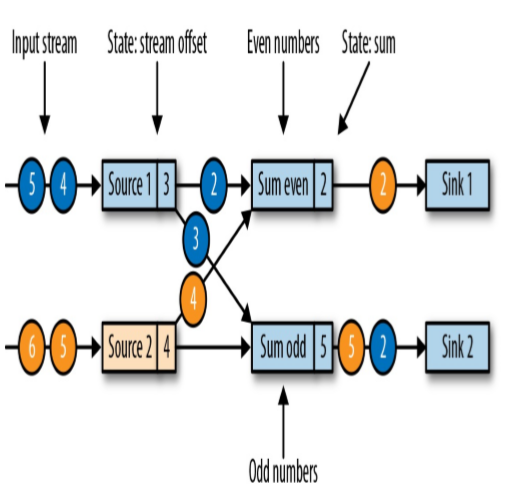 Input stream
State: stream offset
Even numbers
State: sum
5 4 Source 1 3 2 Sum even 2 2 Sink 1
3
4
6 5 Source 2 4 Sum odd 5 5 2 Sink 2
Odd numbers